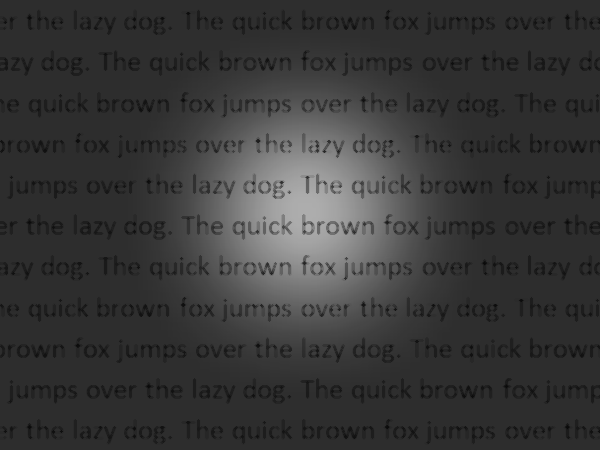 er the lazy dog. The quick brown fox jumps over the
azy dog. The quick brown fox jumps over the lazy do
he quick brown fox jumps over the lazy dog. The qui
brown fox jumps over the lazy dog. The quick brown
jumps over the lazy dog. The quick brown fox jump
er the lazy dog. The quick brown fox jumps over the
azy dog. The quick brown fox jumps over the lazy do
he quick brown fox jumps over the lazy dog. The qui
brown fox jumps over the lazy dog. The quick brown
jumps over the lazy dog. The quick brown fox jump
er the lazy dog. The quick brown fox jumps over the